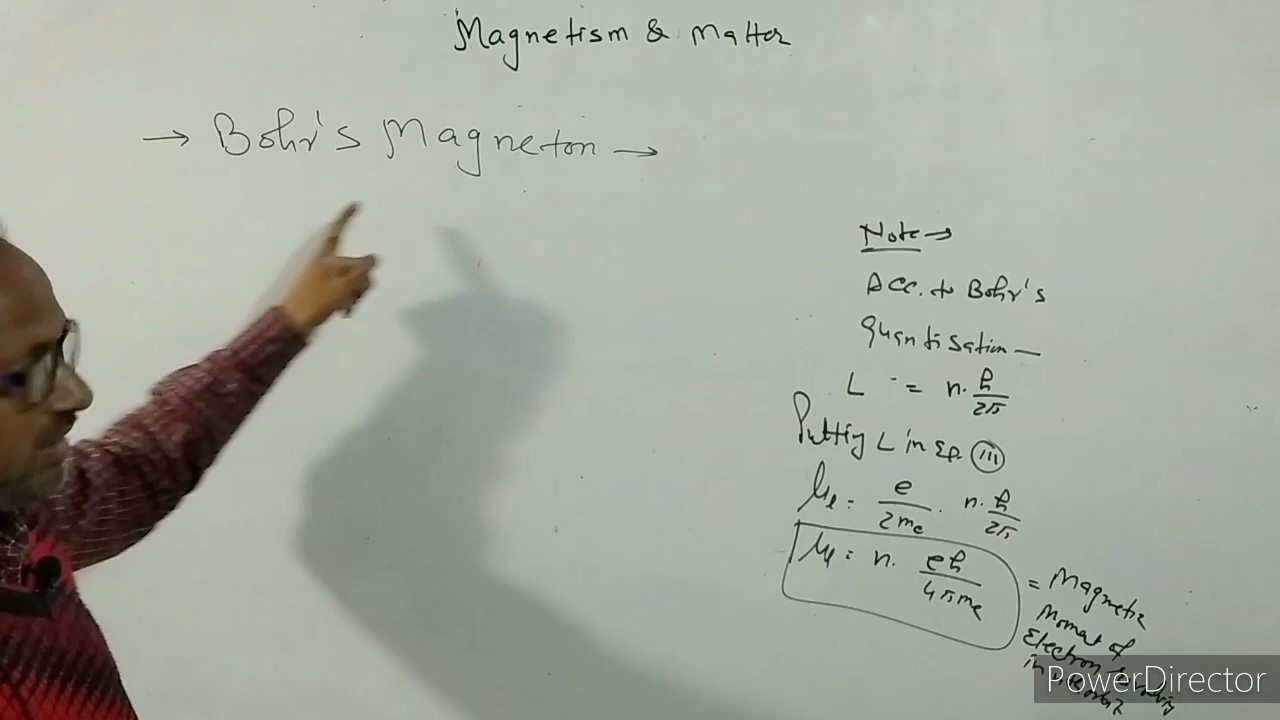 Magnetism & Matter
→ Bohr's Magneton →
Note →
Acc. to Bohr's
Quantisation —
L = n. h/2π
Putting L in Eq. (iii)
μl = e/2me . n. h/2π
μl = n. eh/4πme
= Magnetic
Moment of
Electron
in
PowerDirector